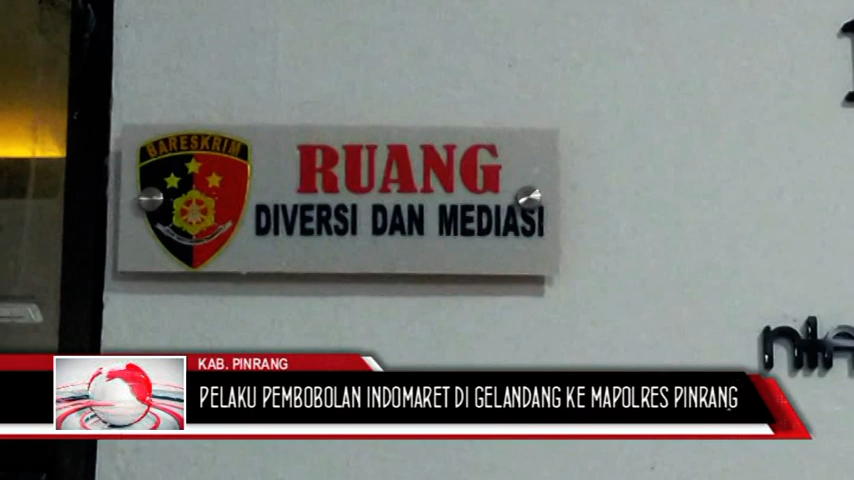 BARESKRIM
RUANG
DIVERSI DAN MEDIASI
KAB. PINRANG
PELAKU PEMBOBOLAN INDOMARET DI GELANDANG KE MAPOLRES PINRANG